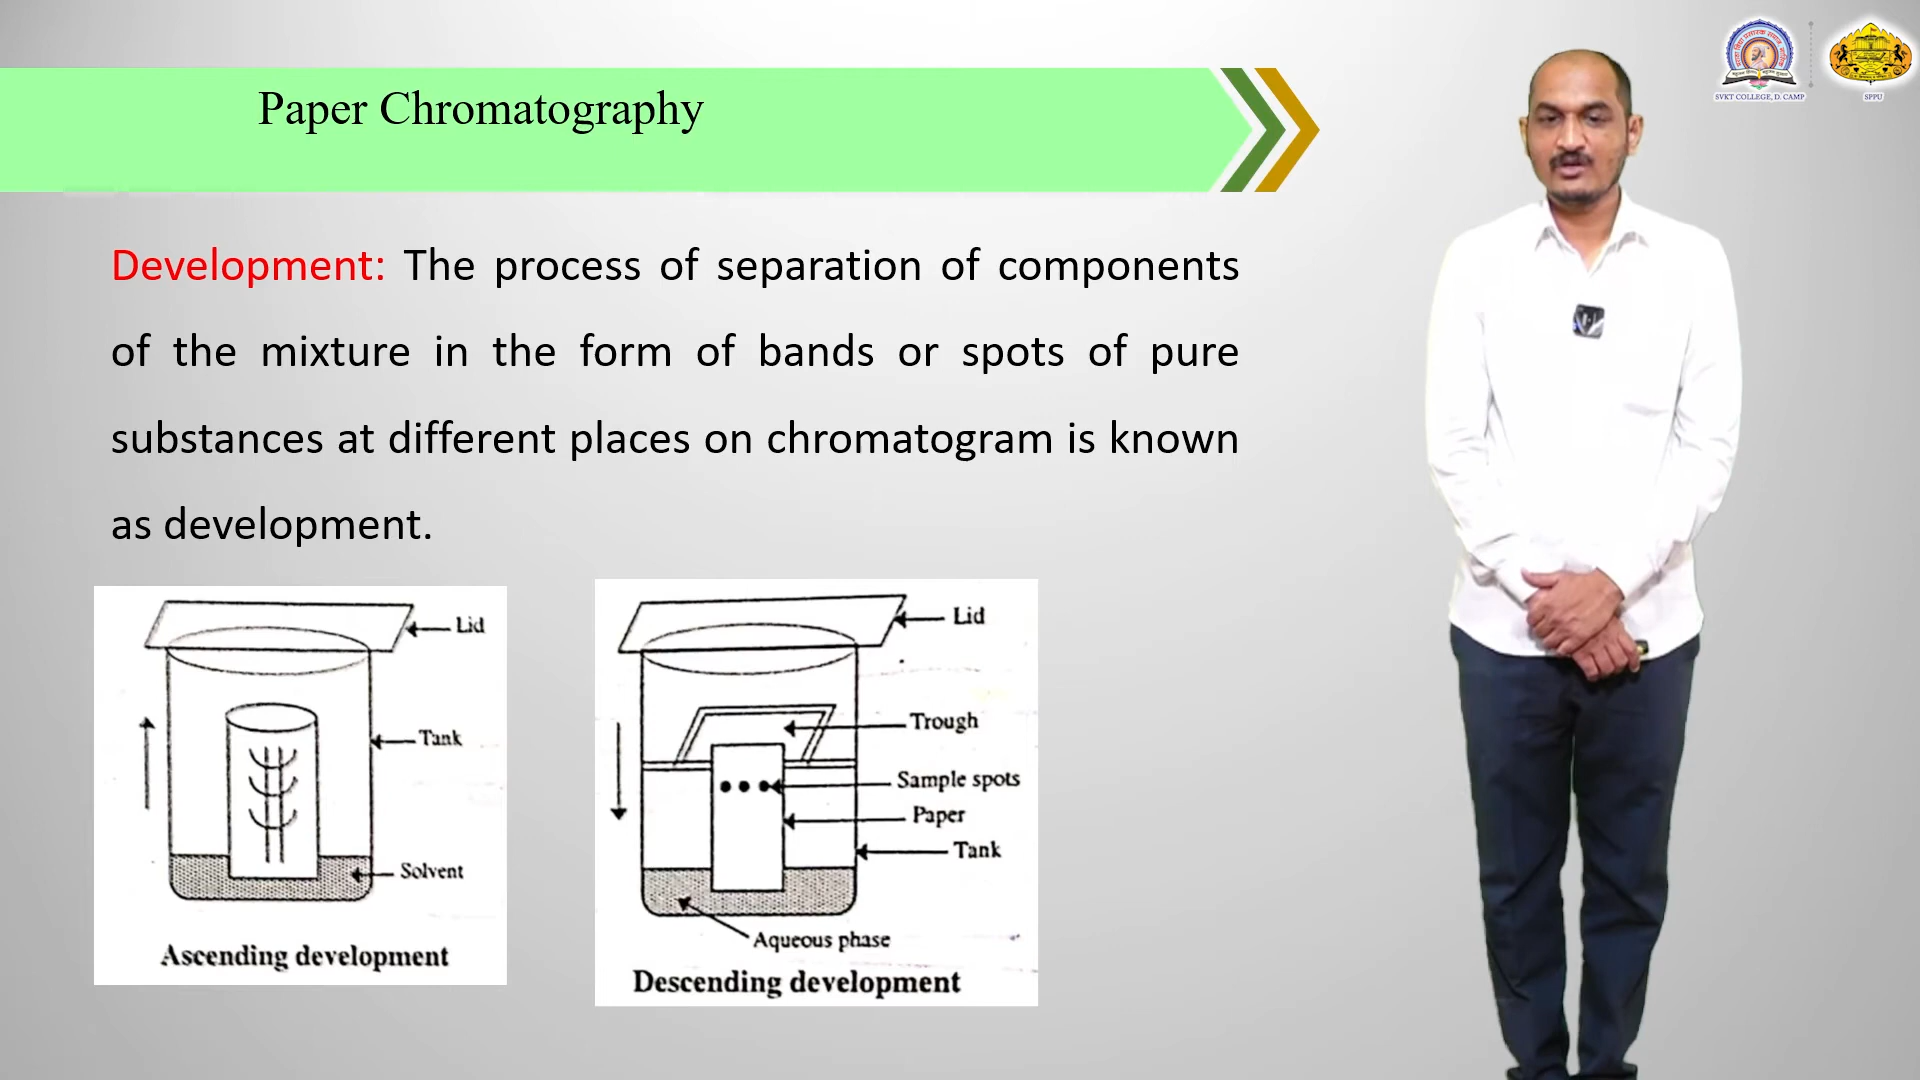 Paper Chromatography
SVKT COLLEGE, D. CAMP
SPPU
Development: The process of separation of components
of the mixture in the form of bands or spots of pure
substances at different places on chromatogram is known
as development.
Lid
Tank
Solvent
Ascending development
Lid
Trough
Sample spots
Paper
Tank
Aqueous phase
Descending development